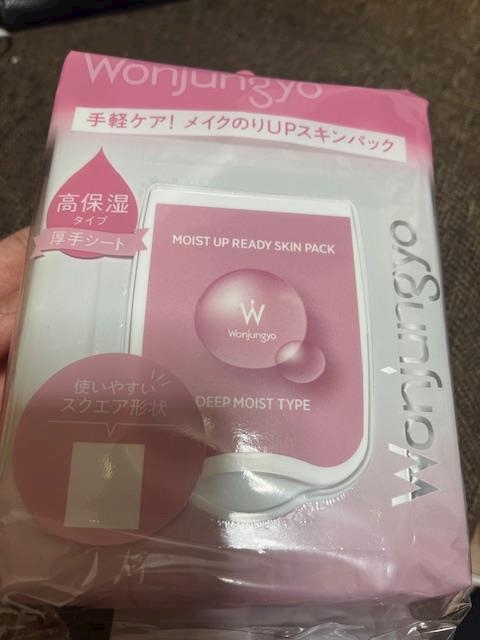 Wonjungyo
手軽ケア! メイクのりUPスキンパック
高保湿
タイプ
厚手シート
MOIST UP READY SKIN PACK
W
Wonjungyo
DEEP MOIST TYPE
使いやすい
スクエア形状
Wonjungyo